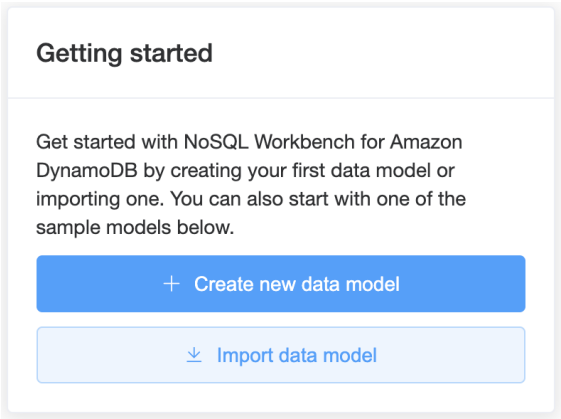 Getting started
Get started with NoSQL Workbench for Amazon
DynamoDB by creating your first data model or
importing one. You can also start with one of the
sample models below.
Create new data model
Import data model